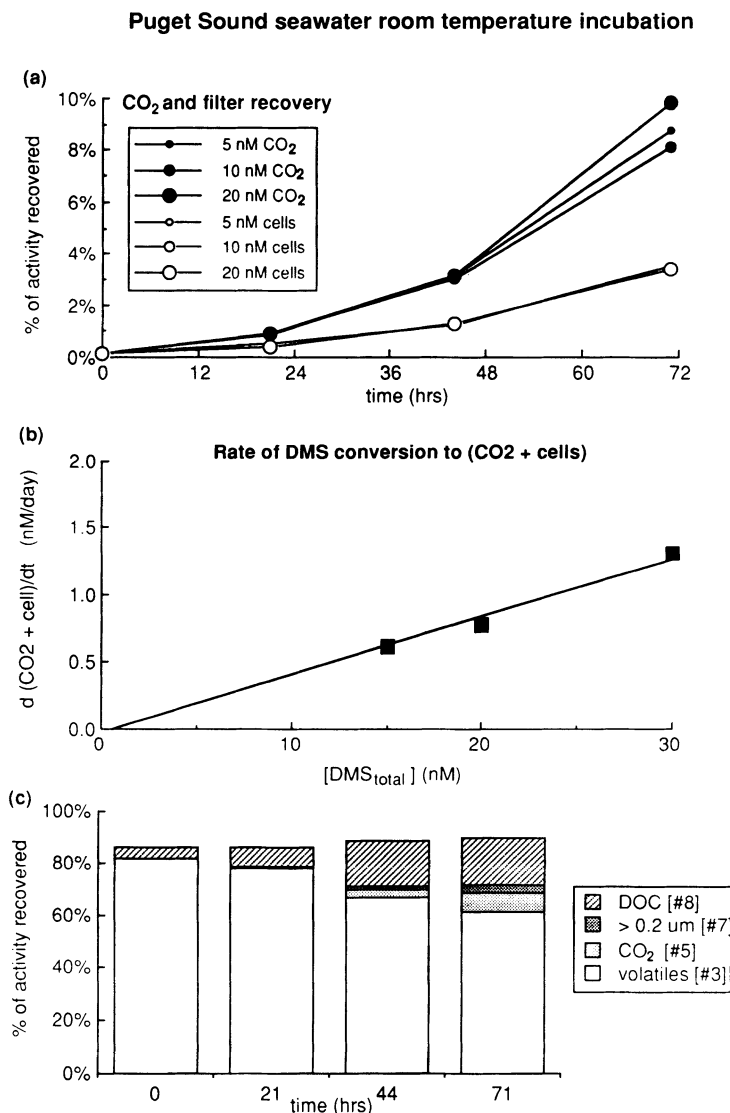 Puget Sound seawater room temperature incubation
(a)
CO₂ and filter recovery
5 nM CO₂
10 nM CO₂
20 nM CO₂
5 nM cells
10 nM cells
20 nM cells
10%
8%
6%
4%
2%
0%
% of activity recovered
0 12 24 36 48 60 72
time (hrs)
(b)
Rate of DMS conversion to (CO2 + cells)
2.0
1.5
1.0
0.5
0.0
d (CO2 + cell)/dt (nM/day)
0 10 20 30
[DMStotal ] (nM)
(c)
100%
80%
60%
40%
20%
0%
% of activity recovered
0 21 44 71
time (hrs)
DOC [#8]
> 0.2 um [#7]
CO₂ [#5]
volatiles [#3]